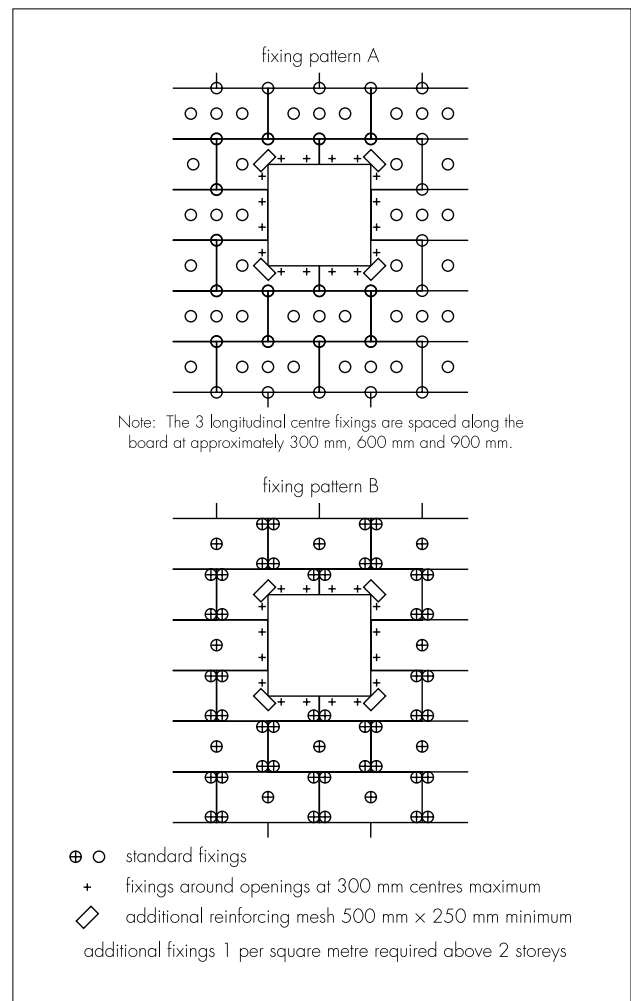 fixing pattern A
Note: The 3 longitudinal centre fixings are spaced along the
board at approximately 300 mm, 600 mm and 900 mm.
fixing pattern B
standard fixings
fixings around openings at 300 mm centres maximum
additional reinforcing mesh 500 mm × 250 mm minimum
additional fixings 1 per square metre required above 2 storeys